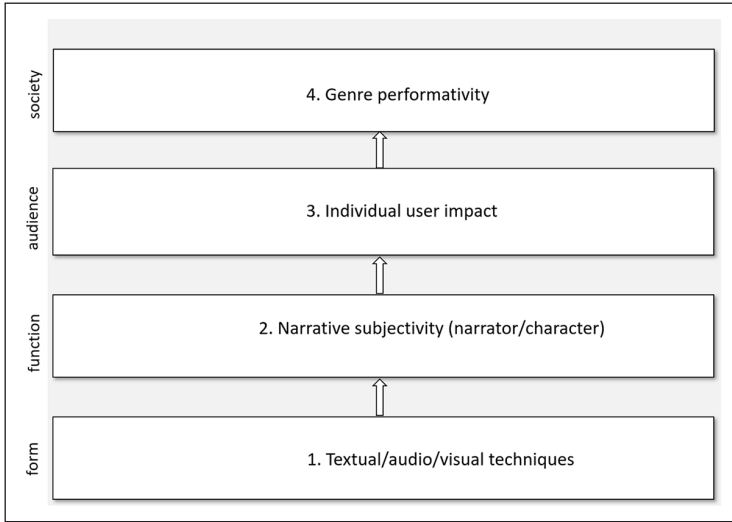 society
4. Genre performativity
audience
3. Individual user impact
function
2. Narrative subjectivity (narrator/character)
form
1. Textual/audio/visual techniques